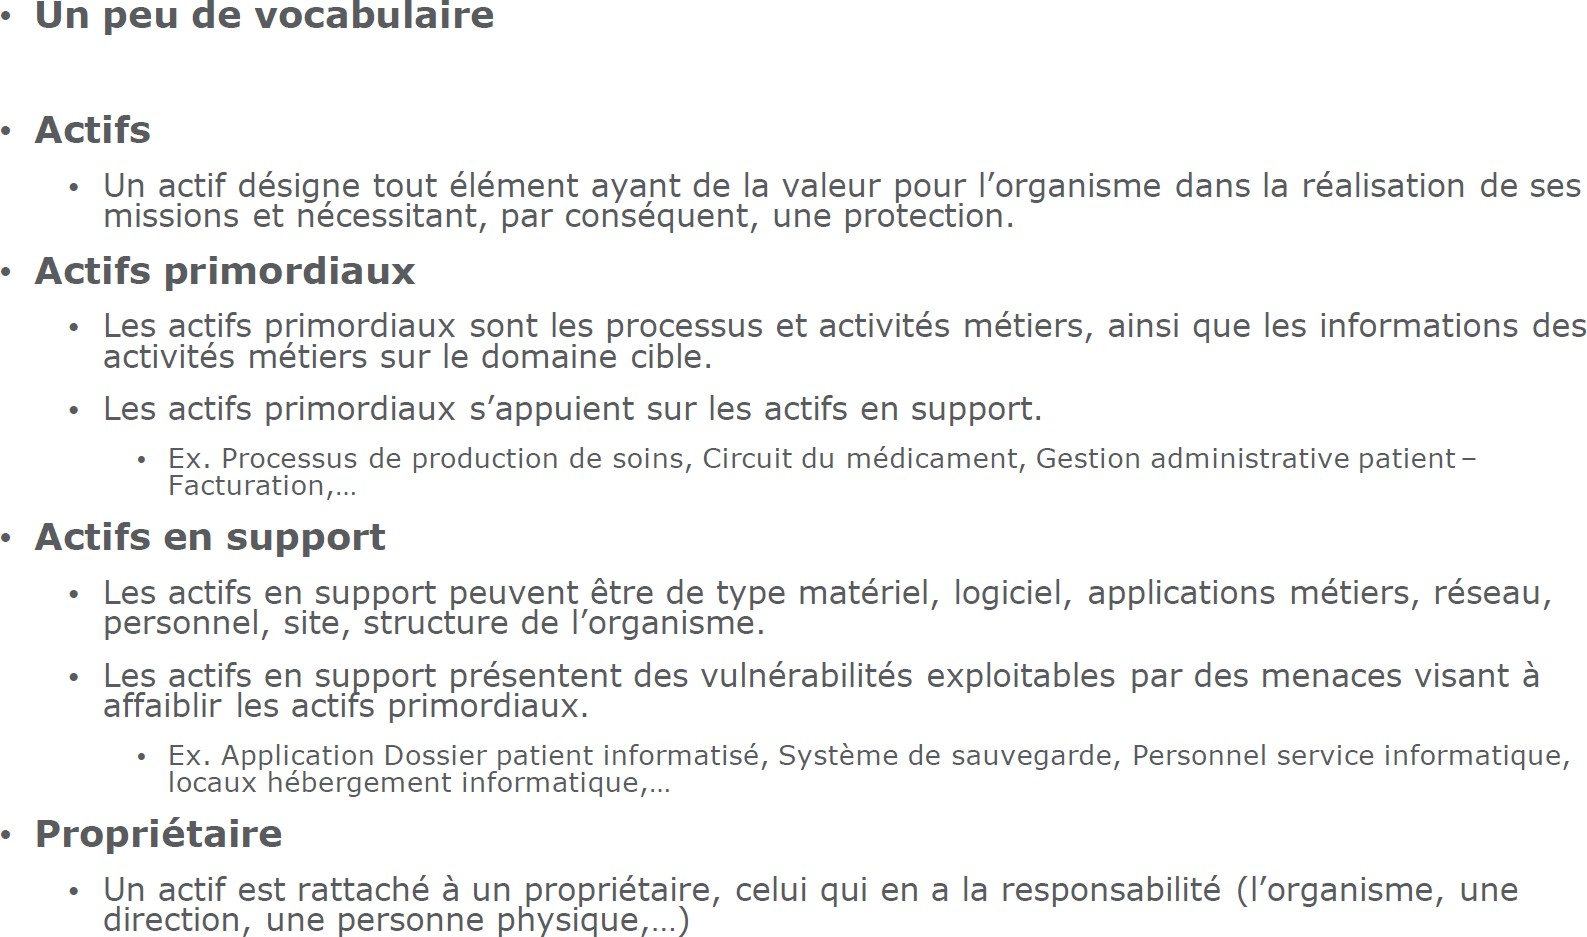 • Un peu de vocabulaire
• Actifs
• Un actif désigne tout élément ayant de la valeur pour l’organisme dans la réalisation de ses
missions et nécessitant, par conséquent, une protection.
• Actifs primordiaux
• Les actifs primordiaux sont les processus et activités métiers, ainsi que les informations des
activités métiers sur le domaine cible.
• Les actifs primordiaux s’appuient sur les actifs en support.
• Ex. Processus de production de soins, Circuit du médicament, Gestion administrative patient –
Facturation,…
• Actifs en support
• Les actifs en support peuvent être de type matériel, logiciel, applications métiers, réseau,
personnel, site, structure de l’organisme.
• Les actifs en support présentent des vulnérabilités exploitables par des menaces visant à
affaiblir les actifs primordiaux.
• Ex. Application Dossier patient informatisé, Système de sauvegarde, Personnel service informatique,
locaux hébergement informatique,…
• Propriétaire
• Un actif est rattaché à un propriétaire, celui qui en a la responsabilité (l’organisme, une
direction, une personne physique,…)